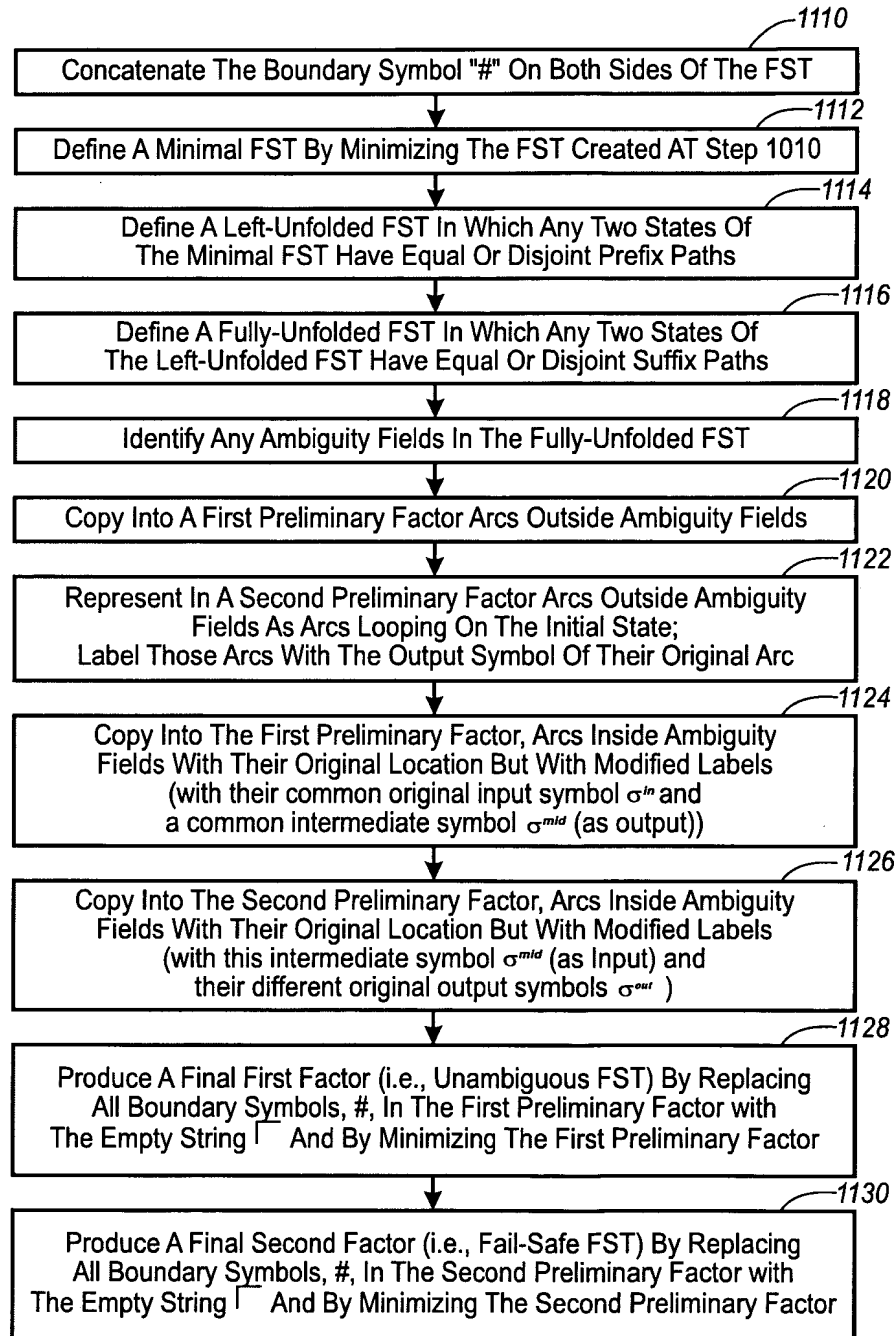 1110
Concatenate The Boundary Symbol "#" On Both Sides Of The FST
1112
Define A Minimal FST By Minimizing The FST Created AT Step 1010
1114
Define A Left-Unfolded FST In Which Any Two States Of
The Minimal FST Have Equal Or Disjoint Prefix Paths
1116
Define A Fully-Unfolded FST In Which Any Two States Of
The Left-Unfolded FST Have Equal Or Disjoint Suffix Paths
1118
Identify Any Ambiguity Fields In The Fully-Unfolded FST
1120
Copy Into A First Preliminary Factor Arcs Outside Ambiguity Fields
1122
Represent In A Second Preliminary Factor Arcs Outside Ambiguity
Fields As Arcs Looping On The Initial State;
Label Those Arcs With The Output Symbol Of Their Original Arc
1124
Copy Into The First Preliminary Factor, Arcs Inside Ambiguity
Fields With Their Original Location But With Modified Labels
(with their common original input symbol σ^in and
a common intermediate symbol σ^mid (as output))
1126
Copy Into The Second Preliminary Factor, Arcs Inside Ambiguity
Fields With Their Original Location But With Modified Labels
(with this intermediate symbol σ^mid (as Input) and
their different original output symbols σ^out )
1128
Produce A Final First Factor (i.e., Unambiguous FST) By Replacing
All Boundary Symbols, #, In The First Preliminary Factor with
The Empty String Γ And By Minimizing The First Preliminary Factor
1130
Produce A Final Second Factor (i.e., Fail-Safe FST) By Replacing
All Boundary Symbols, #, In The Second Preliminary Factor with
The Empty String Γ And By Minimizing The Second Preliminary Factor